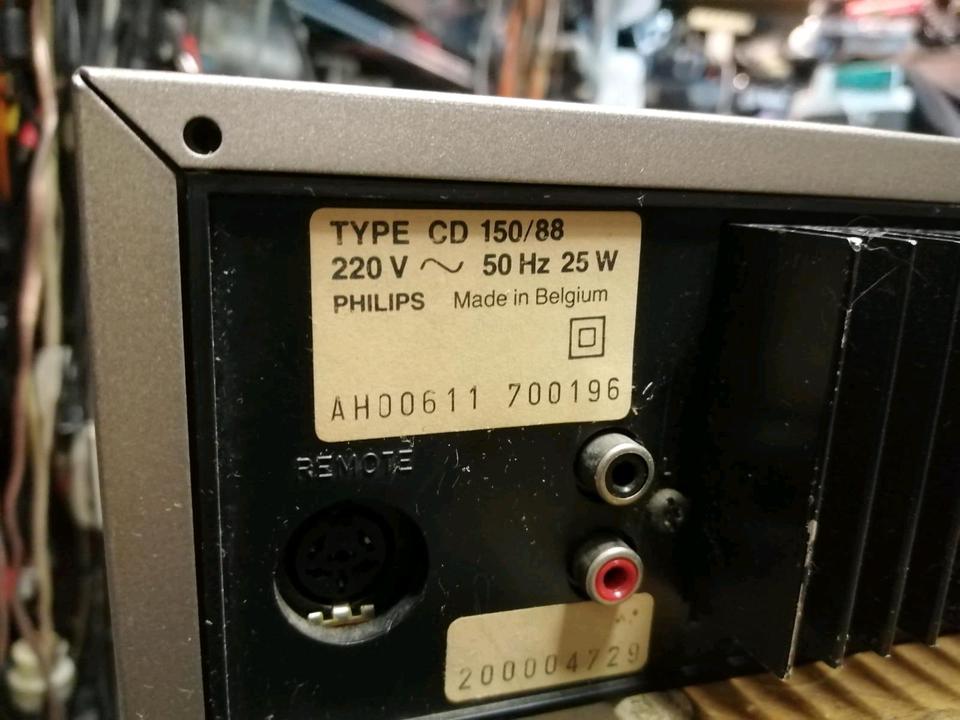 TYPE CD 150/88
220 V ~ 50 Hz 25 W
PHILIPS Made in Belgium
AH00611 700196
REMOTE
200004729